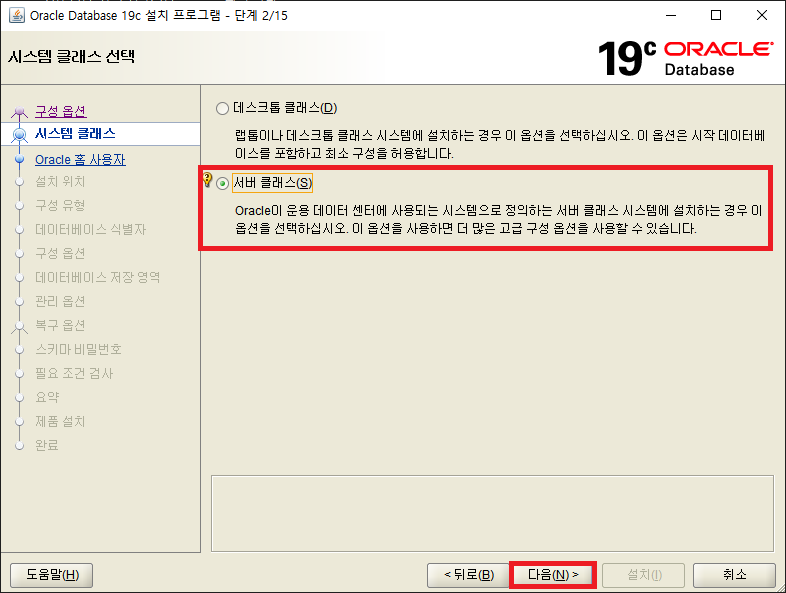 Oracle Database 19c 설치 프로그램 - 단계 2/15
시스템 클래스 선택
19c ORACLE
Database
구성 옵션
시스템 클래스
Oracle 홈 사용자
설치 위치
구성 유형
데이터베이스 식별자
구성 옵션
데이터베이스 저장 영역
관리 옵션
복구 옵션
스키마 비밀번호
필요 조건 검사
요약
제품 설치
완료
데스크톱 클래스(D)
랩톱이나 데스크톱 클래스 시스템에 설치하는 경우 이 옵션을 선택하십시오. 이 옵션은 시작 데이터베
이스를 포함하고 최소 구성을 허용합니다.
서버 클래스(S)
Oracle이 운용 데이터 센터에 사용되는 시스템으로 정의하는 서버 클래스 시스템에 설치하는 경우 이
옵션을 선택하십시오. 이 옵션을 사용하면 더 많은 고급 구성 옵션을 사용할 수 있습니다.
도움말(H)
< 뒤로(B)
다음(N) >
설치(I)
취소